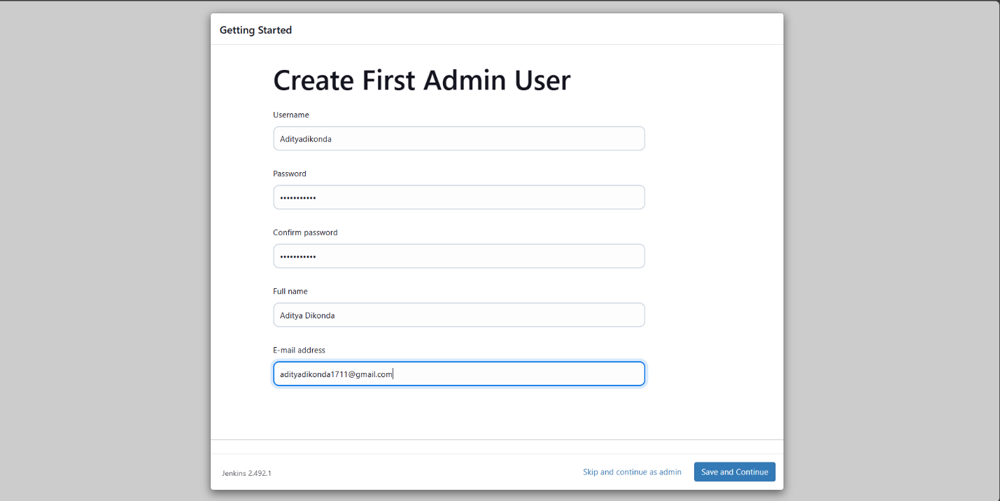 Getting Started
Create First Admin User
Username
Adityadikonda
Password
•••••••••••
Confirm password
•••••••••••
Full name
Aditya Dikonda
E-mail address
adityadikonda1711@gmail.com
Jenkins 2.492.1
Skip and continue as admin
Save and Continue